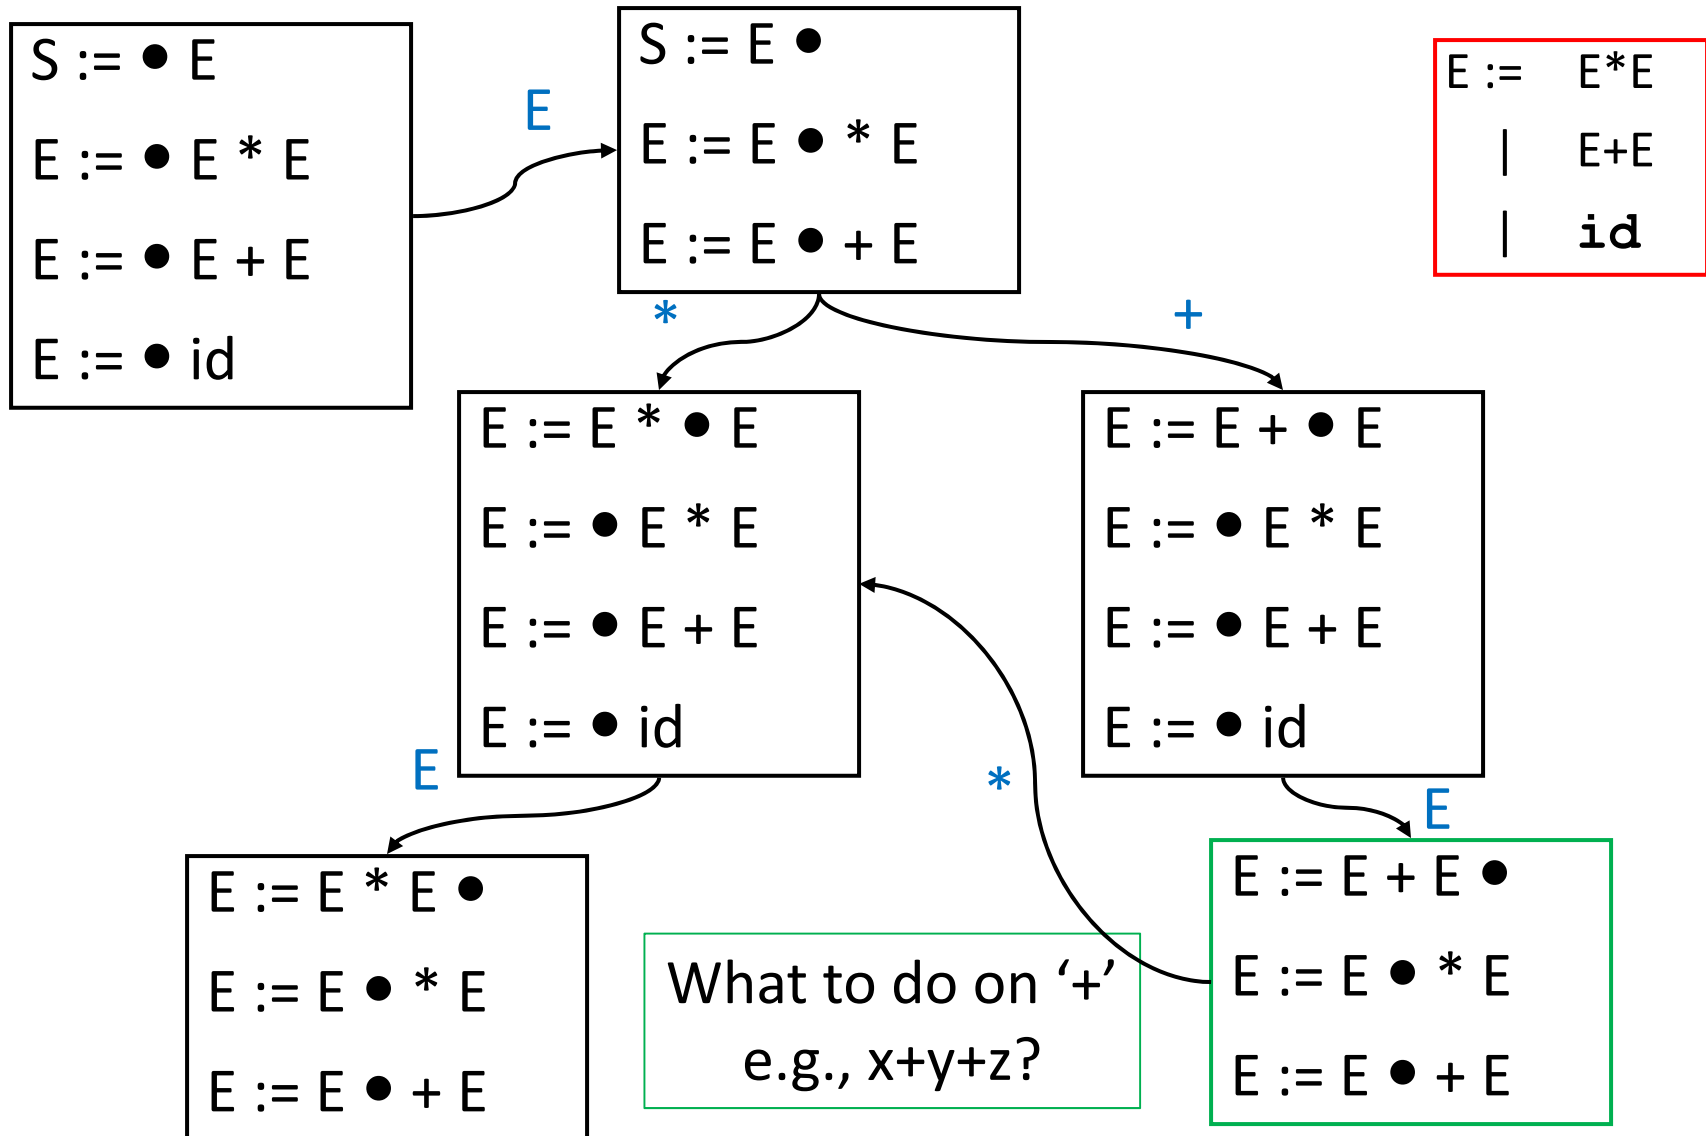 S := ● E
E := ● E * E
E := ● E + E
E := ● id
E
S := E ●
E := E ● * E
E := E ● + E
E := E*E
| E+E
| id
*
+
E := E * ● E
E := ● E * E
E := ● E + E
E := ● id
E := E + ● E
E := ● E * E
E := ● E + E
E := ● id
E
*
E
E := E * E ●
E := E ● * E
E := E ● + E
What to do on ‘+’
e.g., x+y+z?
E := E + E ●
E := E ● * E
E := E ● + E